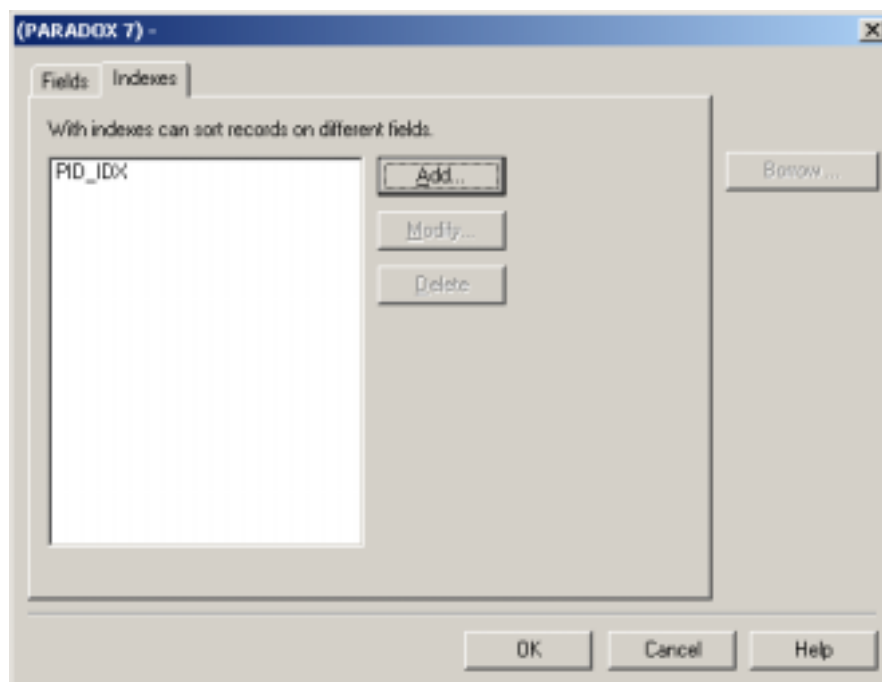 (PARADOX 7) -
Fields Indexes
With indexes can sort records on different fields.
PID_IDX
Add...
Borrow...
Modify...
Delete
OK Cancel Help